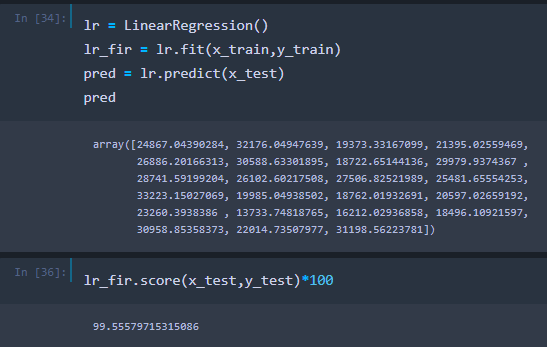 In [34]:
lr = LinearRegression()
lr_fir = lr.fit(x_train,y_train)
pred = lr.predict(x_test)
pred
array([24867.04390284, 32176.04947639, 19373.33167099, 21395.02559469,
26886.20166313, 30588.63301895, 18722.65144136, 29979.9374367 ,
28741.59199204, 26102.60217508, 27506.82521989, 25481.65554253,
33223.15027069, 19985.04938502, 18762.01932691, 20597.02659192,
23260.3938386 , 13733.74818765, 16212.02936858, 18496.10921597,
30958.85358373, 22014.73507977, 31198.56223781])
In [36]:
lr_fir.score(x_test,y_test)*100
99.55579715315086